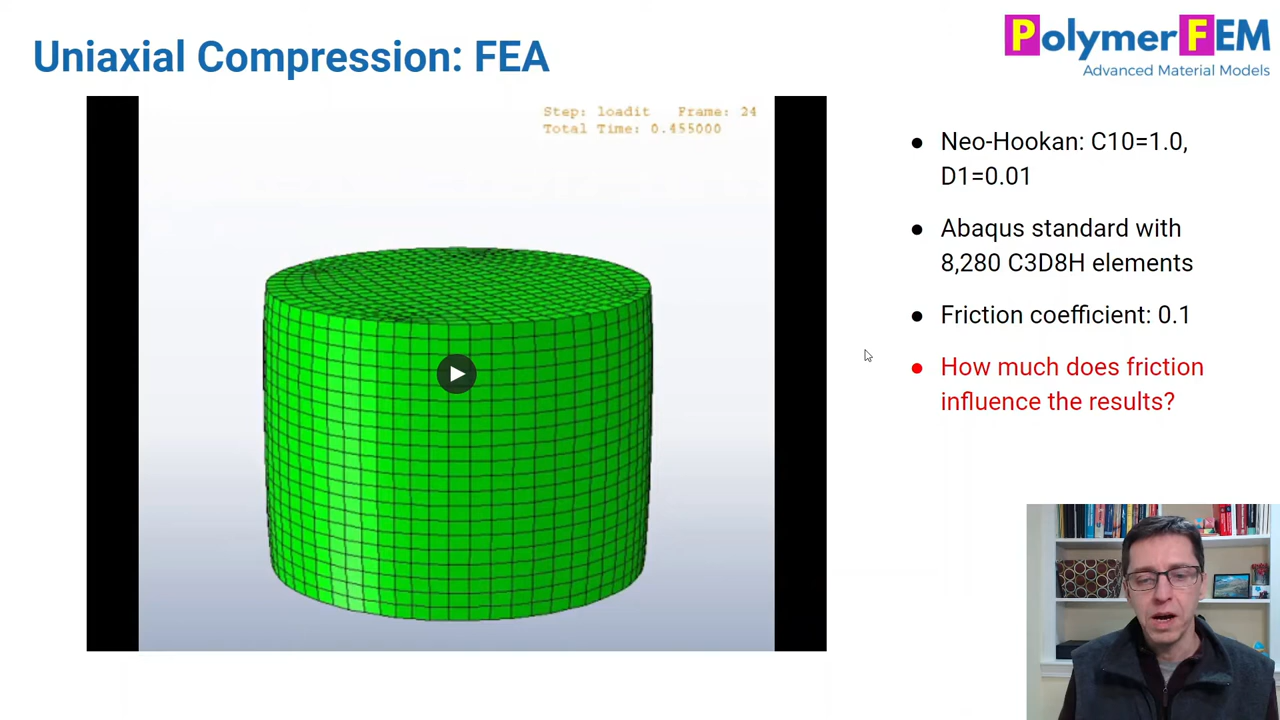 Uniaxial Compression: FEA
PolymerFEM
Advanced Material Models
Step: loadit Frame: 24
Total Time: 0.455000
● Neo-Hookan: C10=1.0,
D1=0.01
● Abaqus standard with
8,280 C3D8H elements
● Friction coefficient: 0.1
● How much does friction
influence the results?